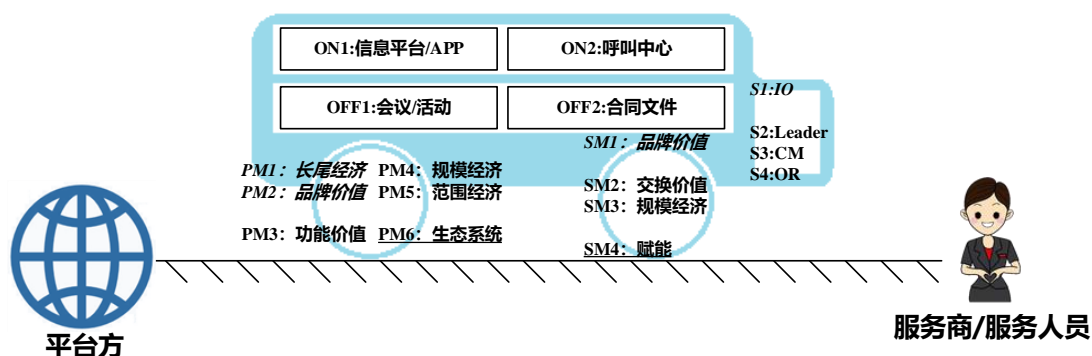 ON1:信息平台/APP
ON2:呼叫中心
OFF1:会议/活动
OFF2:合同文件
S1:IO
S2:Leader
S3:CM
S4:OR
PM1：长尾经济 PM4：规模经济
PM2：品牌价值 PM5：范围经济
PM3：功能价值 PM6：生态系统
SM1：品牌价值
SM2：交换价值
SM3：规模经济
SM4：赋能
平台方
服务商/服务人员